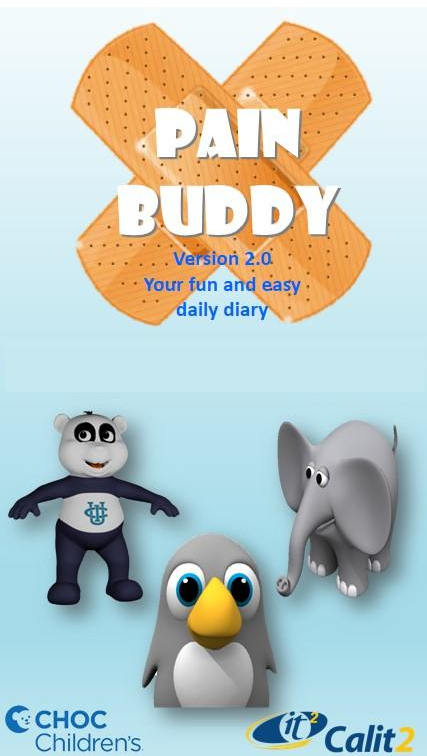 PAIN
BUDDY
Version 2.0
Your fun and easy
daily diary
CHOC
Children's
it2
Calit2